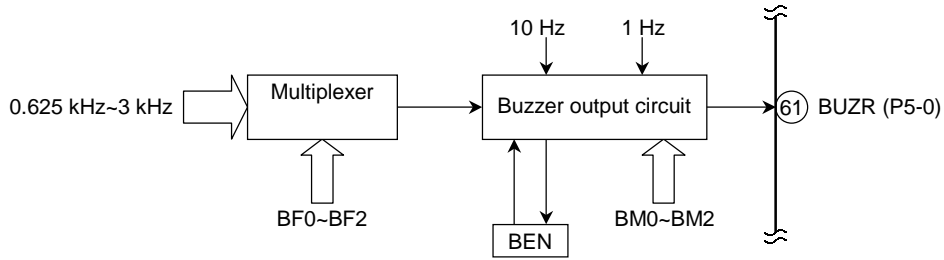 10 Hz 1 Hz
0.625 kHz~3 kHz Multiplexer Buzzer output circuit 61 BUZR (P5-0)
BF0~BF2 BEN BM0~BM2